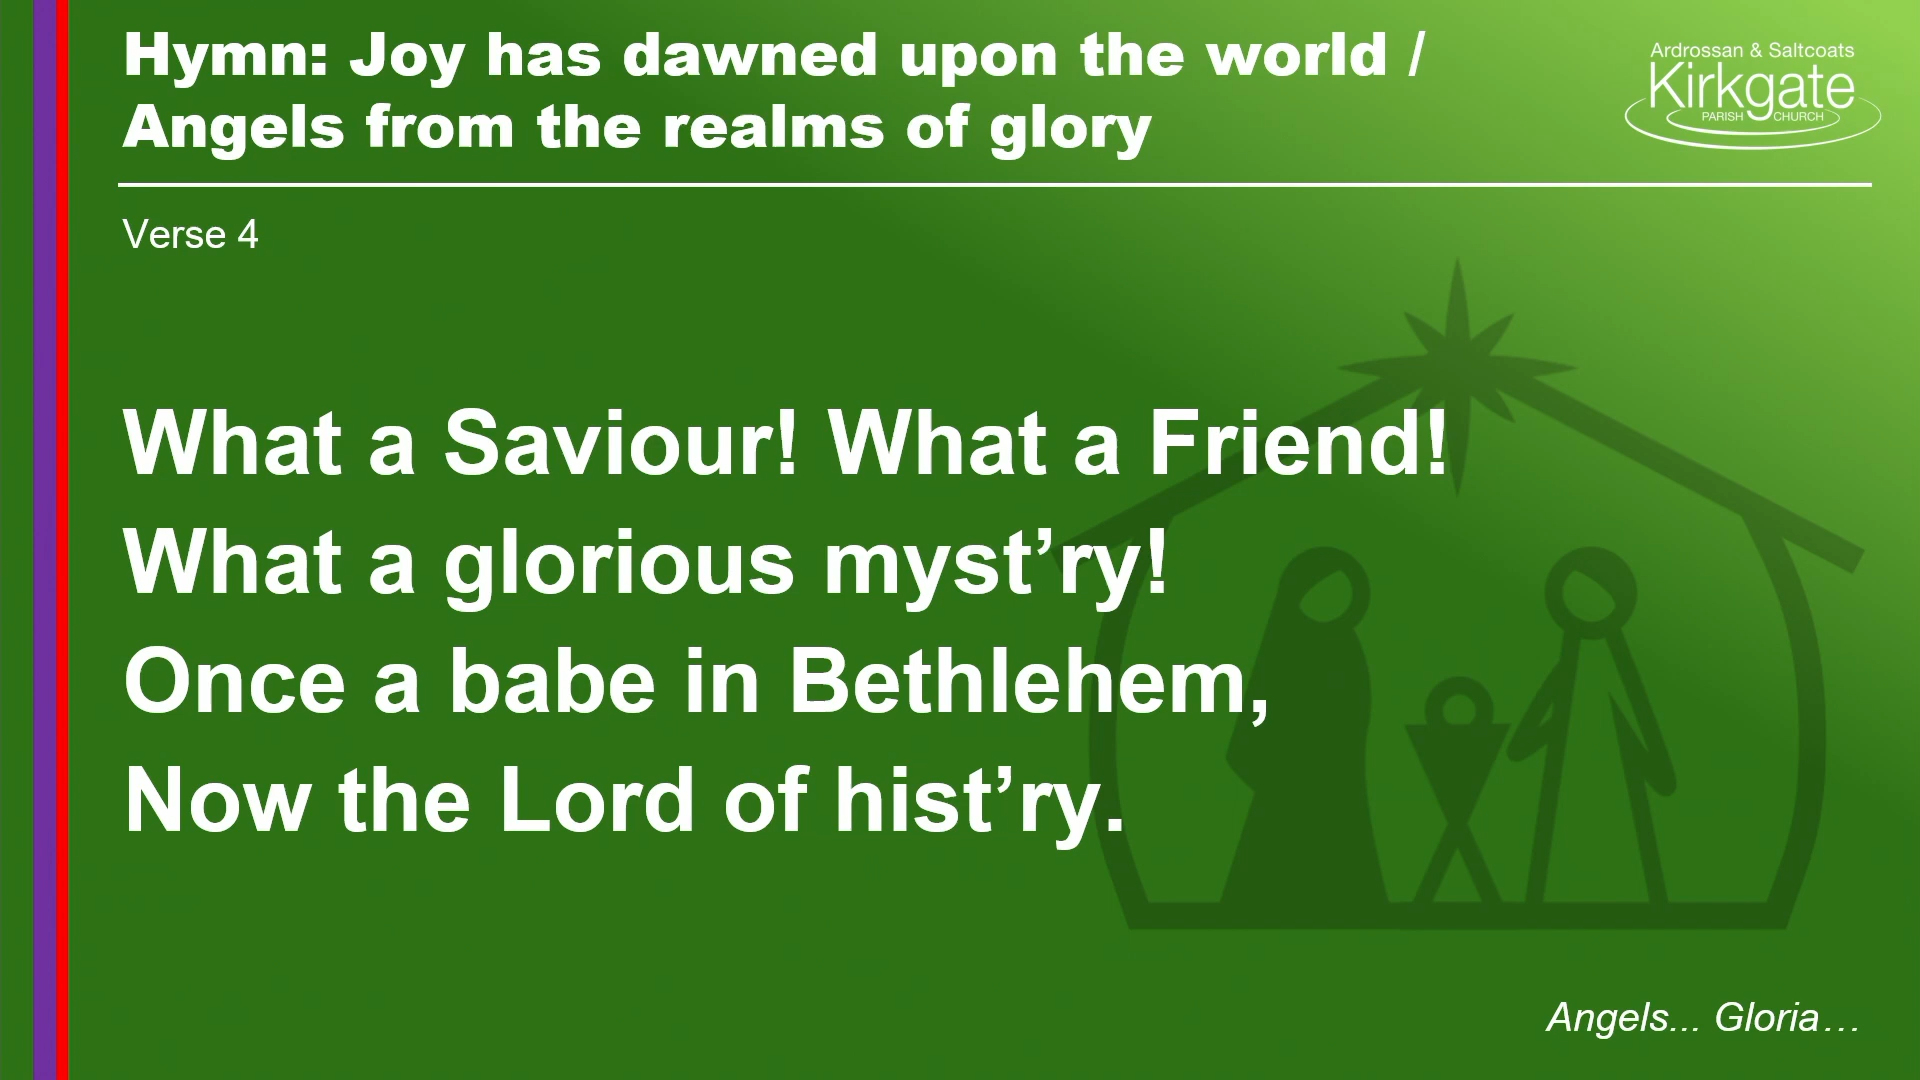 Hymn: Joy has dawned upon the world /
Angels from the realms of glory
Ardrossan & Saltcoats
Kirkgate
PARISH CHURCH
Verse 4
What a Saviour! What a Friend!
What a glorious myst’ry!
Once a babe in Bethlehem,
Now the Lord of hist’ry.
Angels... Gloria…